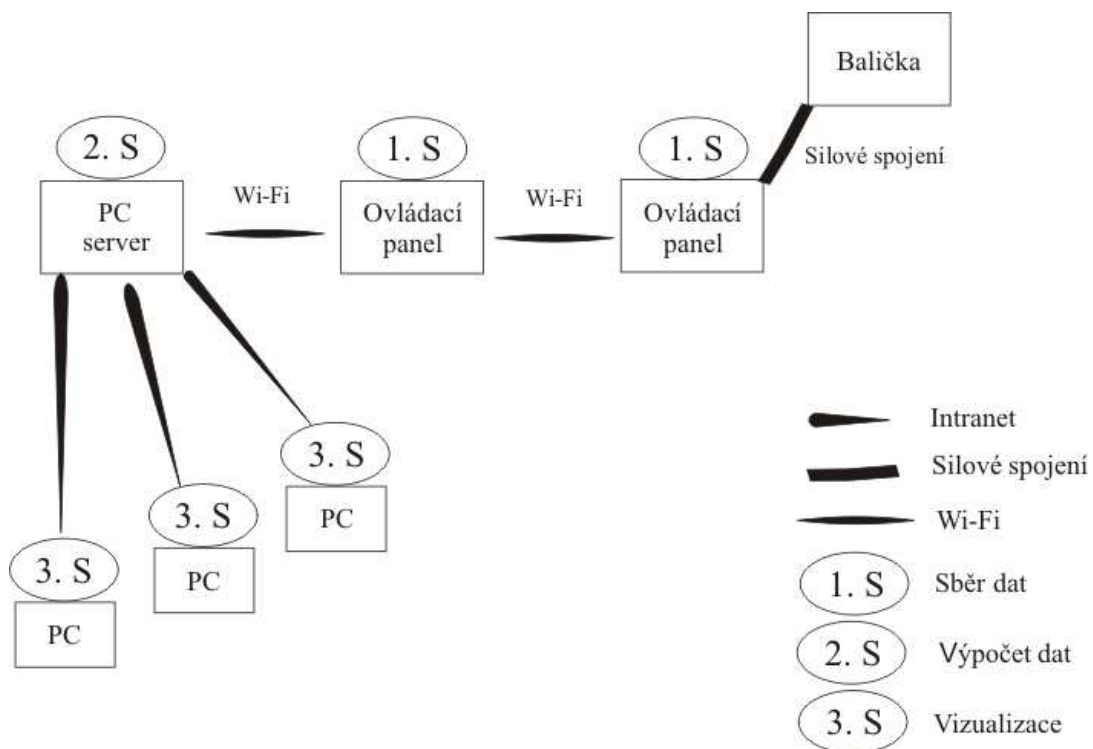 Balička
2. S
1. S
1. S
Silové spojení
Wi-Fi
Wi-Fi
PC
server
Ovládací
panel
Ovládací
panel
3. S
PC
3. S
PC
3. S
PC
Intranet
Silové spojení
Wi-Fi
1. S
Sběr dat
2. S
Výpočet dat
3. S
Vizualizace